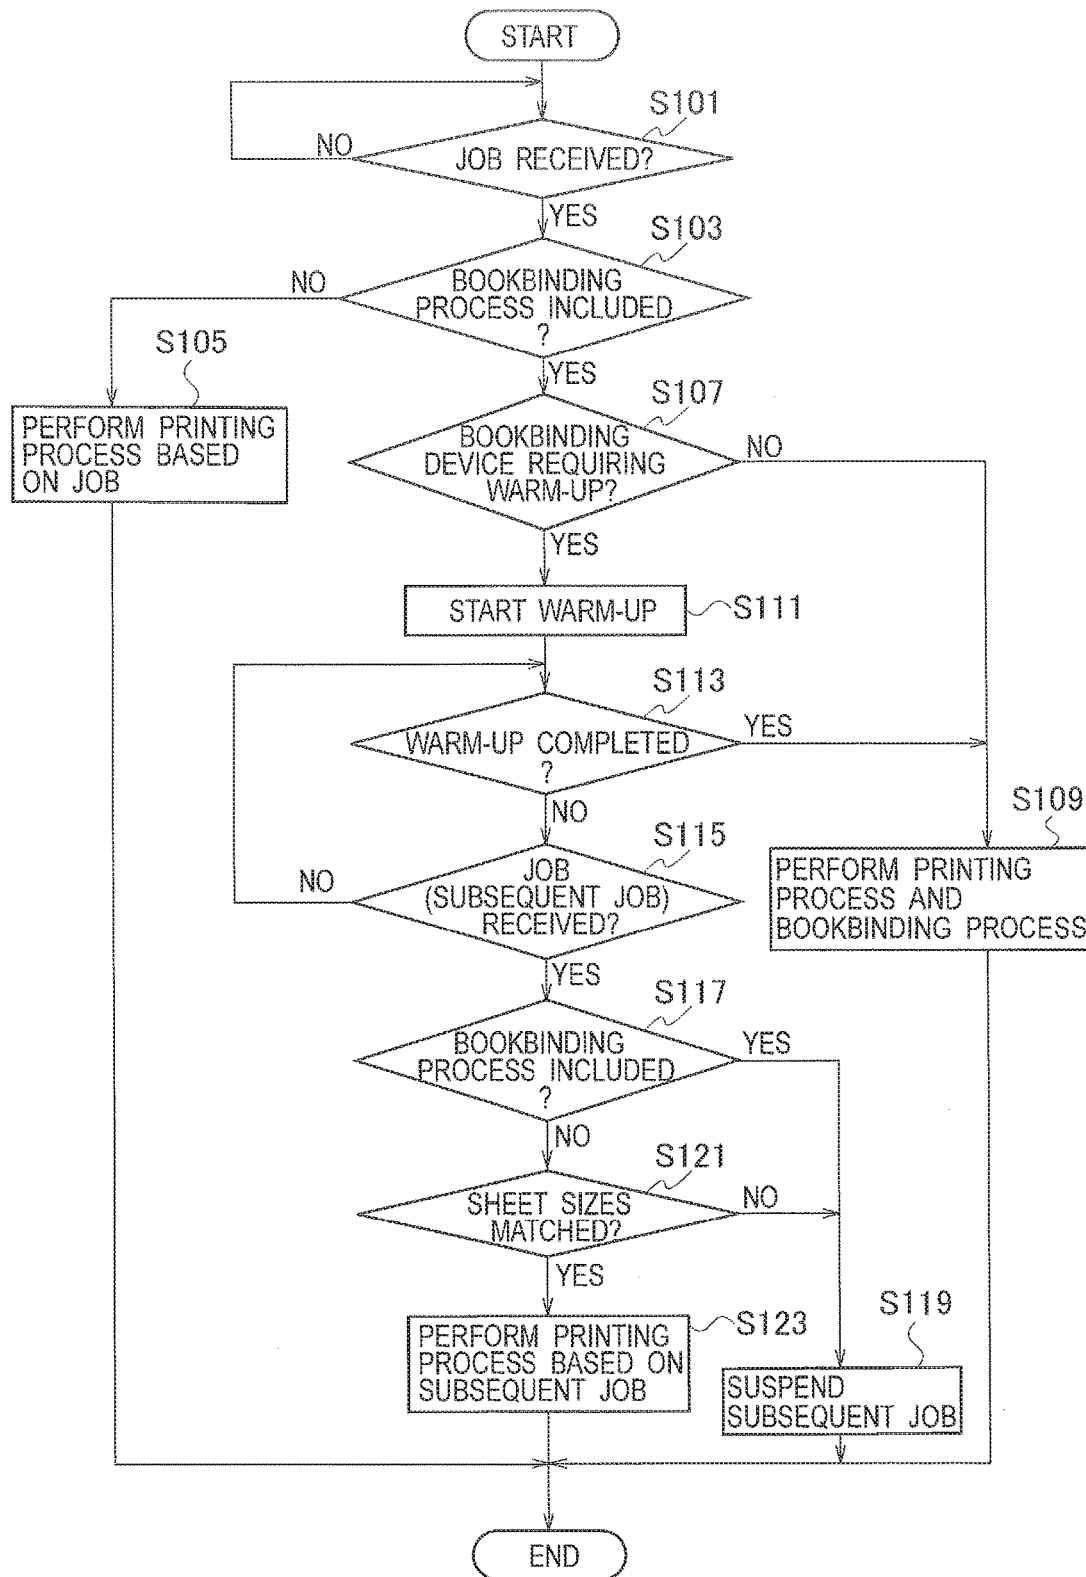 START
S101
NO
JOB RECEIVED?
YES
S103
NO
BOOKBINDING
PROCESS INCLUDED
?
S105
YES
S107
PERFORM PRINTING
PROCESS BASED
ON JOB
BOOKBINDING
DEVICE REQUIRING
WARM-UP?
NO
YES
START WARM-UP
S111
S113
WARM-UP COMPLETED
?
YES
NO
S109
S115
NO
JOB
(SUBSEQUENT JOB)
RECEIVED?
PERFORM PRINTING
PROCESS AND
BOOKBINDING PROCESS
YES
S117
BOOKBINDING
PROCESS INCLUDED
?
YES
NO
S121
SHEET SIZES
MATCHED?
NO
YES
S119
S123
PERFORM PRINTING
PROCESS BASED ON
SUBSEQUENT JOB
SUSPEND
SUBSEQUENT JOB
END